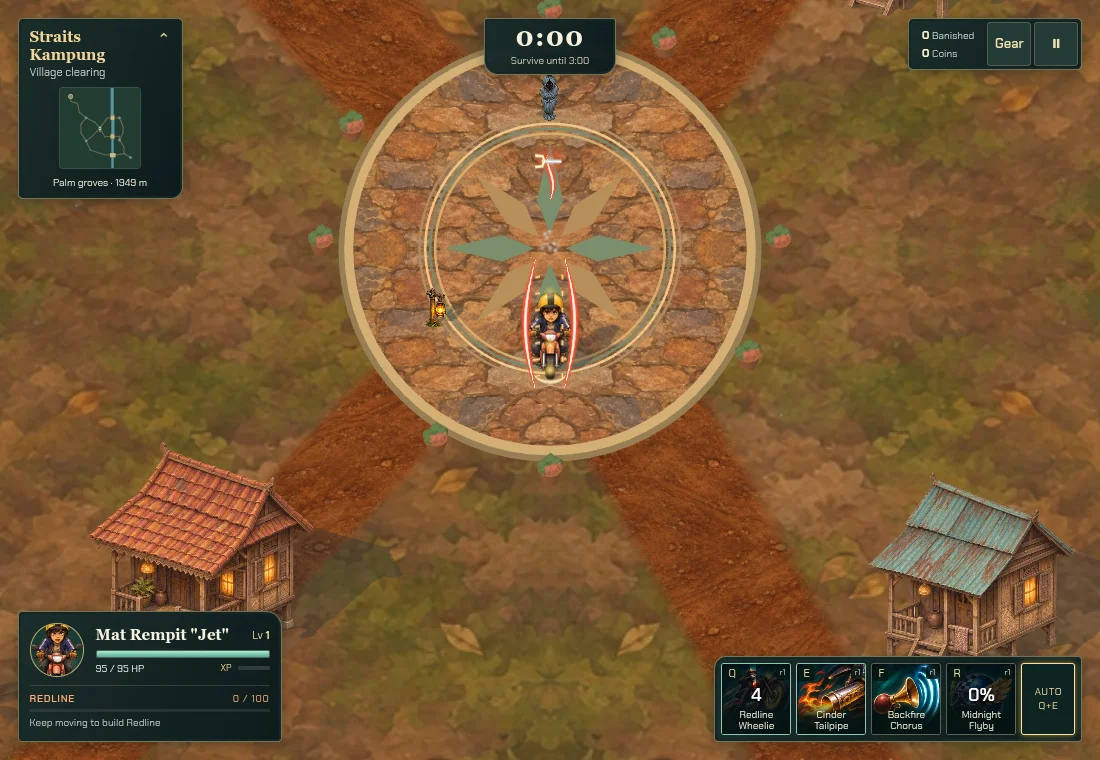 Straits
Kampung
Village clearing
Palm groves · 1949 m
0:00
Survive until 3:00
0 Banished
0 Coins
Gear
Mat Rempit "Jet"
Lv 1
95 / 95 HP
XP
REDLINE
0 / 100
Keep moving to build Redline
Q
r1
4
Redline
Wheelie
E
r1
Cinder
Tailpipe
F
r1
Backfire
Chorus
R
r1
0%
Midnight
Flyby
AUTO
Q+E